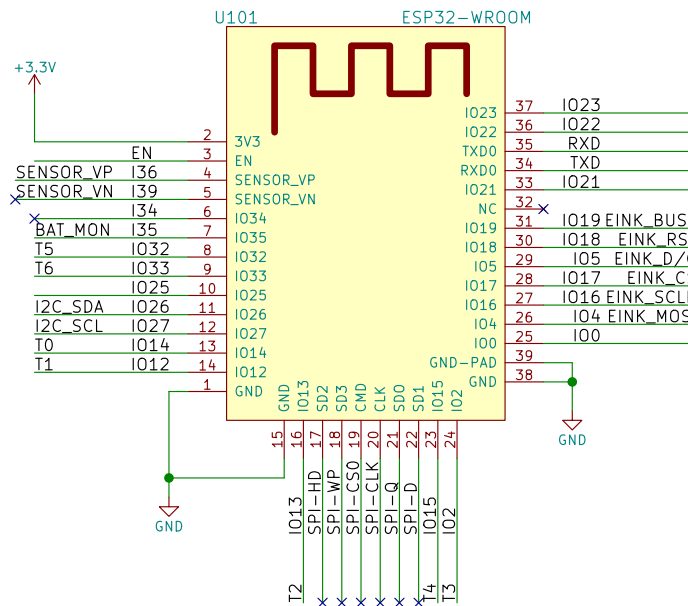 U101 ESP32-WROOM
+3.3V
2 3V3
EN 3 EN
SENSOR_VP I36 4 SENSOR_VP
SENSOR_VN I39 5 SENSOR_VN
I34 6 IO34
BAT_MON I35 7 IO35
T5 IO32 8 IO32
T6 IO33 9 IO33
IO25 10 IO25
I2C_SDA IO26 11 IO26
I2C_SCL IO27 12 IO27
T0 IO14 13 IO14
T1 IO12 14 IO12
1 GND
IO23 37 IO23
IO22 36 IO22
TXD0 35 RXD
RXD0 34 TXD
IO21 33 IO21
NC 32
IO19 31 IO19 EINK_BUS
IO18 30 IO18 EINK_RS
IO5 29 IO5 EINK_D/
IO17 28 IO17 EINK_C
IO16 27 IO16 EINK_SCL
IO4 26 IO4 EINK_MOS
IO0 25 IO0
GND-PAD 39
GND 38
GND
GND 15
IO13 16 IO13 T2
SD2 17 SPI-HD
SD3 18 SPI-WP
CMD 19 SPI-CS0
CLK 20 SPI-CLK
SD0 21 SPI-Q
SD1 22 SPI-D
IO15 23 IO15 T4
IO2 24 IO2 T3
GND